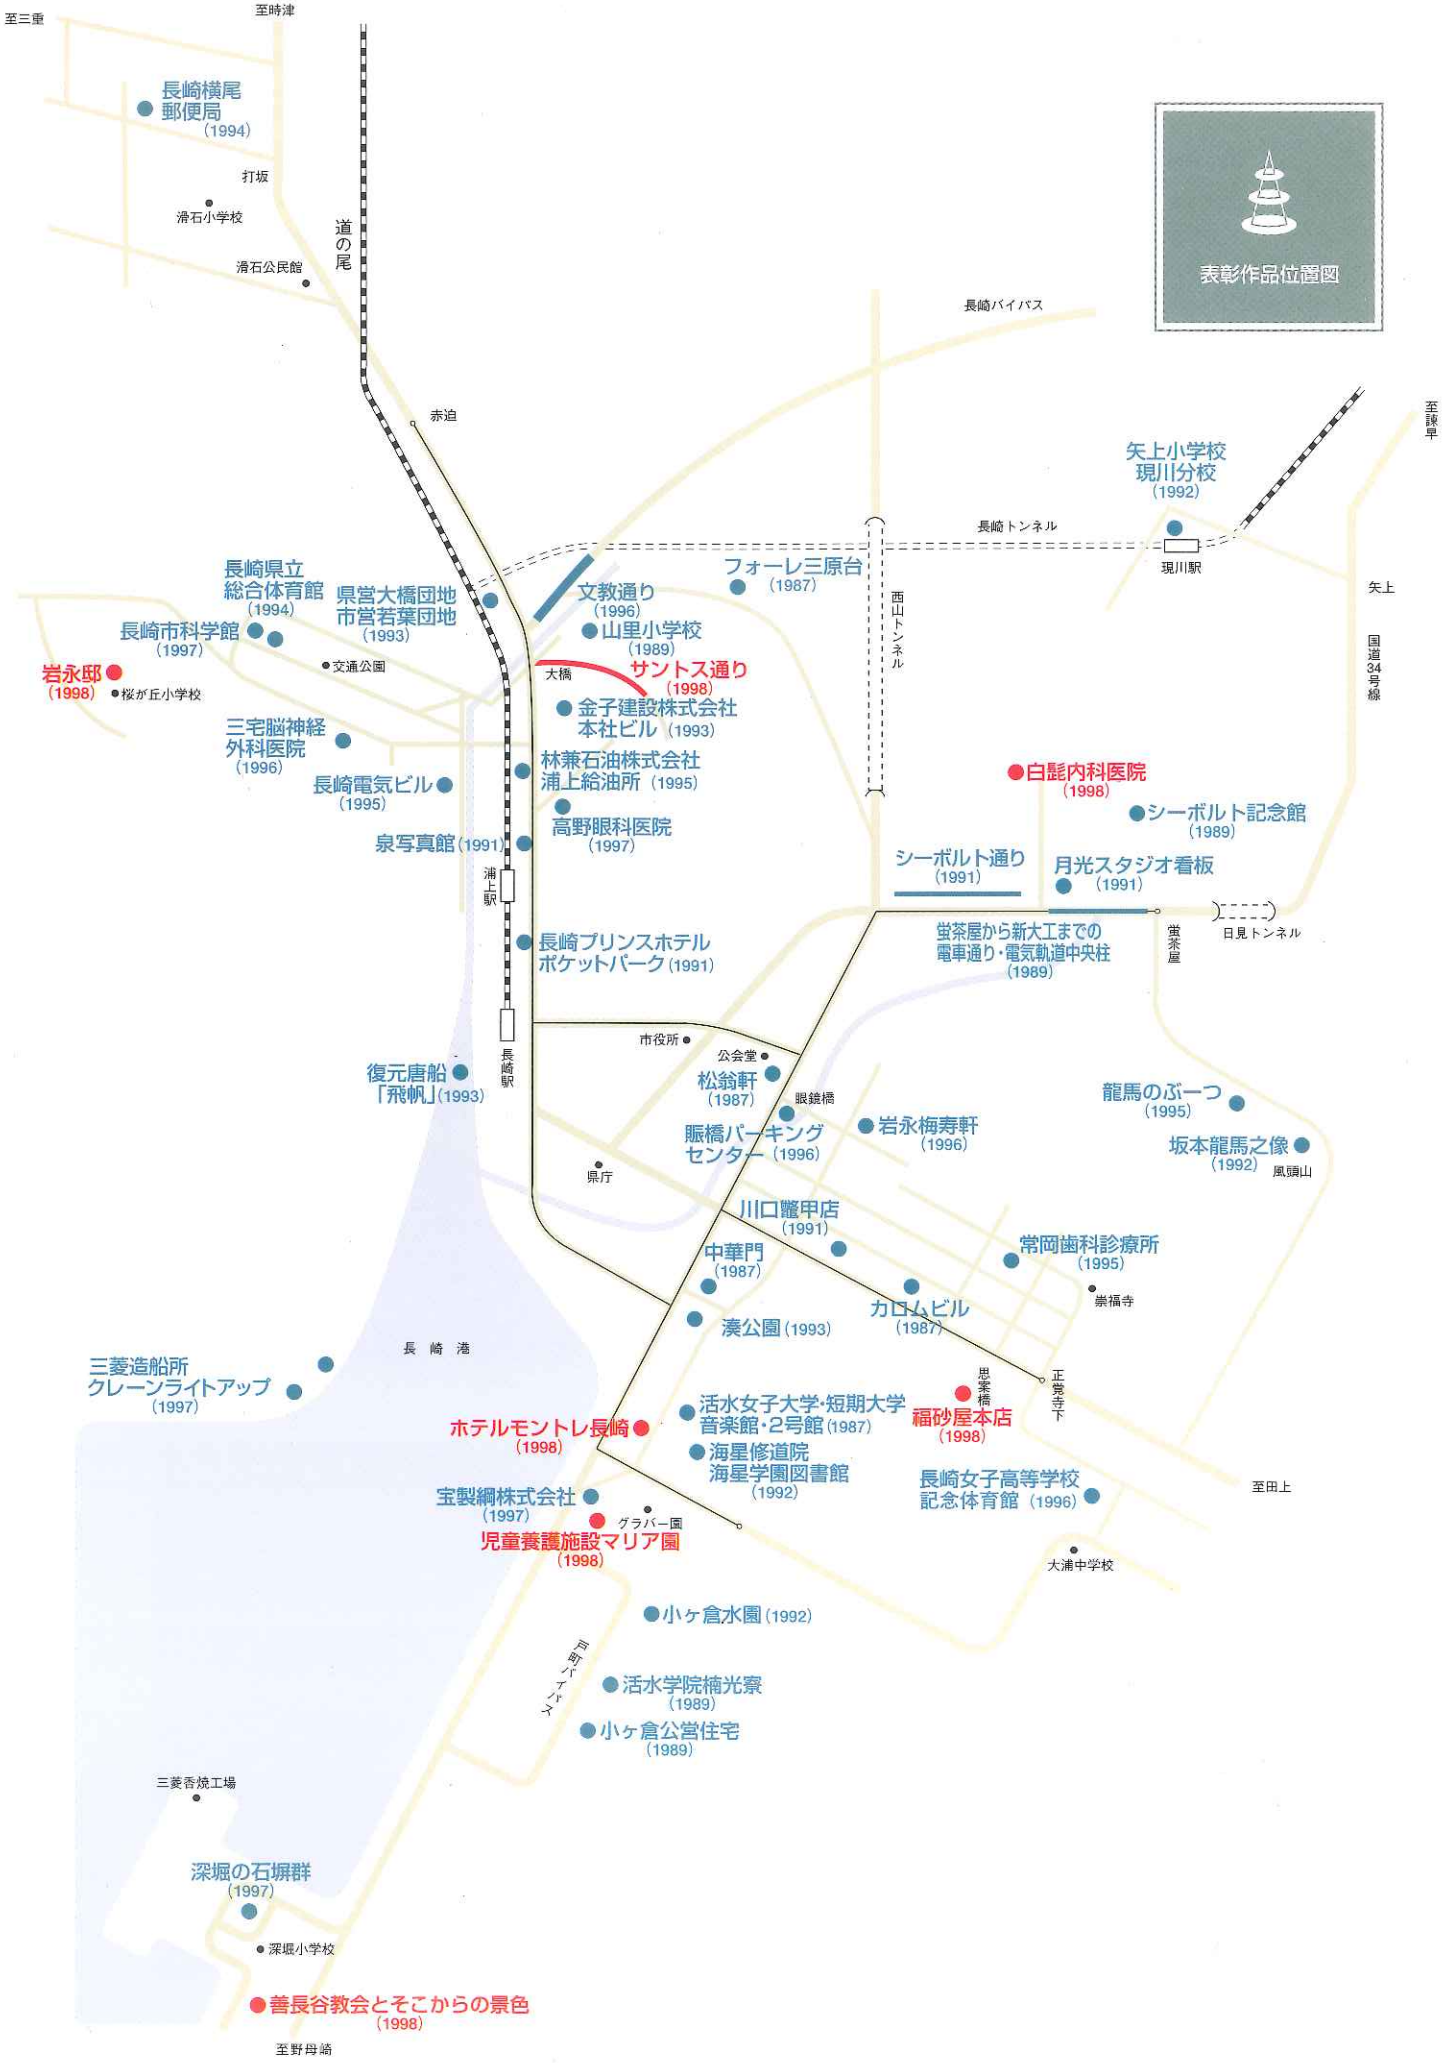 至三重
至時津
長崎横尾
郵便局
(1994)
打坂
滑石小学校
道の尾
滑石公民館
表彰作品位置図
長崎バイパス
赤迫
至諫早
矢上小学校
現川分校
(1992)
長崎トンネル
現川駅
矢上
国道34号線
西山トンネル
フォーレ三原台
(1987)
長崎県立
総合体育館
(1994)
県営大橋団地
市営若葉団地
(1993)
文教通り
(1996)
山里小学校
(1989)
長崎市科学館
(1997)
岩永邸
(1998)
桜が丘小学校
交通公園
大橋
サントス通り
(1998)
金子建設株式会社
本社ビル (1993)
三宅脳神経
外科医院
(1996)
林兼石油株式会社
浦上給油所 (1995)
長崎電気ビル
(1995)
高野眼科医院
(1997)
泉写真館(1991)
浦上駅
白髭内科医院
(1998)
シーボルト記念館
(1989)
シーボルト通り
(1991)
月光スタジオ看板
(1991)
蛍茶屋から新大工までの
電車通り・電気軌道中央柱
(1989)
蛍茶屋
日見トンネル
長崎プリンスホテル
ポケットパーク(1991)
長崎駅
市役所
公会堂
松翁軒
(1987)
眼鏡橋
復元唐船
「飛帆」(1993)
賑橋パーキング
センター (1996)
岩永梅寿軒
(1996)
龍馬のぶーつ
(1995)
坂本龍馬之像
(1992)
風頭山
県庁
川口鼈甲店
(1991)
中華門
(1987)
常岡歯科診療所
(1995)
崇福寺
カロムビル
(1987)
湊公園(1993)
長崎港
三菱造船所
クレーンライトアップ
(1997)
思案橋
正覚寺下
福砂屋本店
(1998)
活水女子大学・短期大学
音楽館・2号館(1987)
ホテルモントレ長崎
(1998)
海星修道院
海星学園図書館
(1992)
長崎女子高等学校
記念体育館 (1996)
至田上
宝製綱株式会社
(1997)
グラバー園
児童養護施設マリア園
(1998)
大浦中学校
小ヶ倉水園(1992)
戸町バイパス
活水学院楠光寮
(1989)
小ヶ倉公営住宅
(1989)
三菱香焼工場
深堀の石塀群
(1997)
深堀小学校
善長谷教会とそこからの景色
(1998)
至野母崎